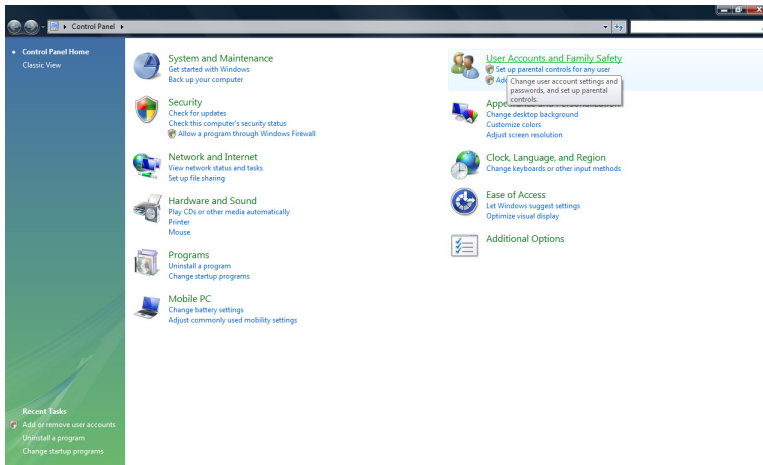 Control Panel
Control Panel Home
Classic View
System and Maintenance
Get started with Windows
Back up your computer
Security
Check for updates
Check this computer's security status
Allow a program through Windows Firewall
Network and Internet
View network status and tasks
Set up file sharing
Hardware and Sound
Play CDs or other media automatically
Printer
Mouse
Programs
Uninstall a program
Change startup programs
Mobile PC
Change battery settings
Adjust commonly used mobility settings
User Accounts and Family Safety
Set up parental controls for any user
Change user account settings and
passwords, and set up parental
controls.
Change desktop background
Customize colors
Adjust screen resolution
Clock, Language, and Region
Change keyboards or other input methods
Ease of Access
Let Windows suggest settings
Optimize visual display
Additional Options
Recent Tasks
Add or remove user accounts
Uninstall a program
Change startup programs